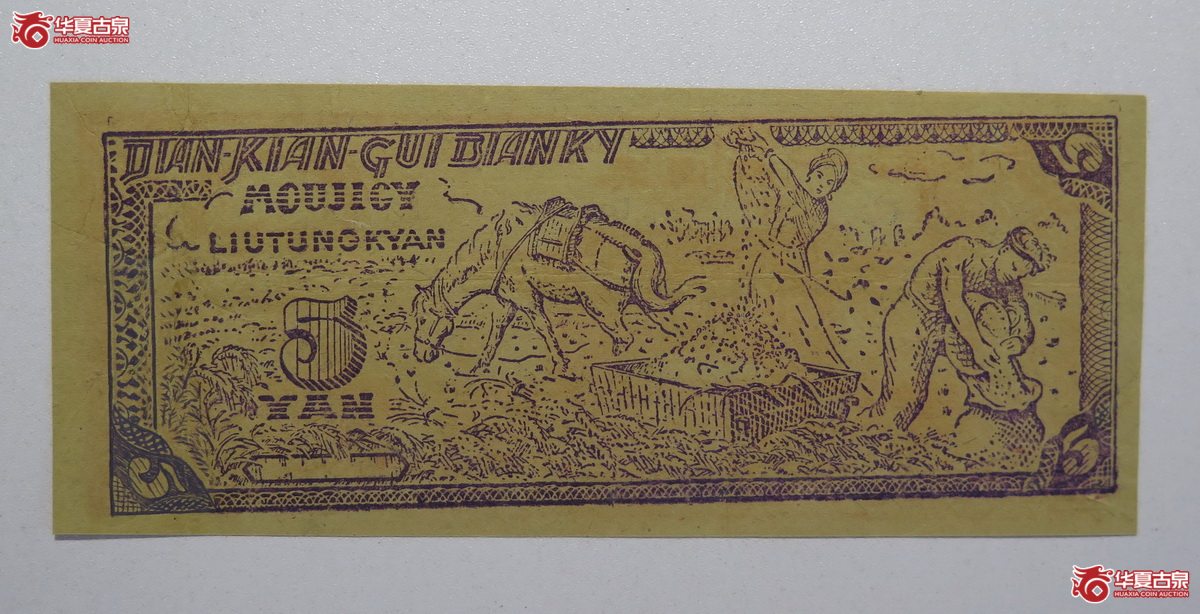 华夏古泉
HUAXIA COIN AUCTION
DIAN-KIAN-GUI BIANKY
MOUJICY
LIUTUNGKYAN
5
YAN
5
5
5
华夏古泉
HUAXIA COIN AUCTION